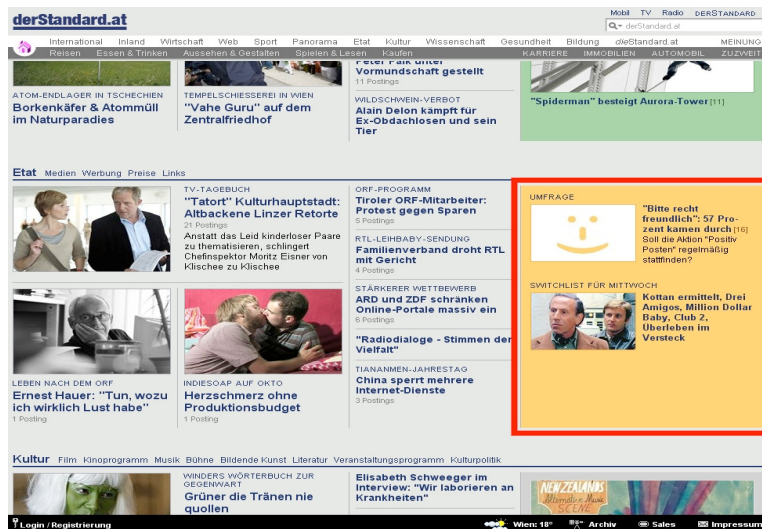 derStandard.at
Mobil TV Radio DERSTANDARD
derStandard.at
International Inland Wirtschaft Web Sport Panorama Etat Kultur Wissenschaft Gesundheit Bildung dieStandard.at MEINUNG
Reisen Essen & Trinken Aussehen & Gestalten Spielen & Lesen Kaufen KARRIERE IMMOBILIEN AUTOMOBIL ZUZWEIT
ATOM-ENDLAGER IN TSCHECHIEN
Borkenkäfer & Atommüll
im Naturparadies
TEMPELSCHIESSEREI IN WIEN
"Vahe Guru" auf dem
Zentralfriedhof
Peter Falk unter
Vormundschaft gestellt
11 Postings
WILDSCHWEIN-VERBOT
Alain Delon kämpft für
Ex-Obdachlosen und sein
Tier
"Spiderman" besteigt Aurora-Tower [11]
Etat Medien Werbung Preise Links
TV-TAGEBUCH
"Tatort" Kulturhauptstadt:
Altbackene Linzer Retorte
21 Postings
Anstatt das Leid kinderloser Paare
zu thematisieren, schlingert
Chefinspektor Moritz Eisner von
Klischee zu Klischee
LEBEN NACH DEM ORF
Ernest Hauer: "Tun, wozu
ich wirklich Lust habe"
1 Posting
INDIESOAP AUF OKTO
Herzschmerz ohne
Produktionsbudget
1 Posting
ORF-PROGRAMM
Tiroler ORF-Mitarbeiter:
Protest gegen Sparen
5 Postings
RTL-LEIHBABY-SENDUNG
Familienverband droht RTL
mit Gericht
4 Postings
STÄRKERER WETTBEWERB
ARD und ZDF schränken
Online-Portale massiv ein
6 Postings
"Radiodialoge - Stimmen der
Vielfalt"
TIANANMEN-JAHRESTAG
China sperrt mehrere
Internet-Dienste
3 Postings
UMFRAGE
"Bitte recht
freundlich": 57 Pro-
zent kamen durch [16]
Soll die Aktion "Positiv
Posten" regelmäßig
stattfinden?
SWITCHLIST FÜR MITTWOCH
Kottan ermittelt, Drei
Amigos, Million Dollar
Baby, Club 2,
Überleben im
Versteck
Kultur Film Kinoprogramm Musik Bühne Bildende Kunst Literatur Veranstaltungsprogramm Kulturpolitik
WINDERS WÖRTERBUCH ZUR
GEGENWART
Grüner die Tränen nie
quollen
Elisabeth Schweeger im
Interview: "Wir laborieren an
Krankheiten"
NEW ZEALANDS
Alternative Music
SCENE
Login / Registrierung Wien: 18° Archiv Sales Impressum